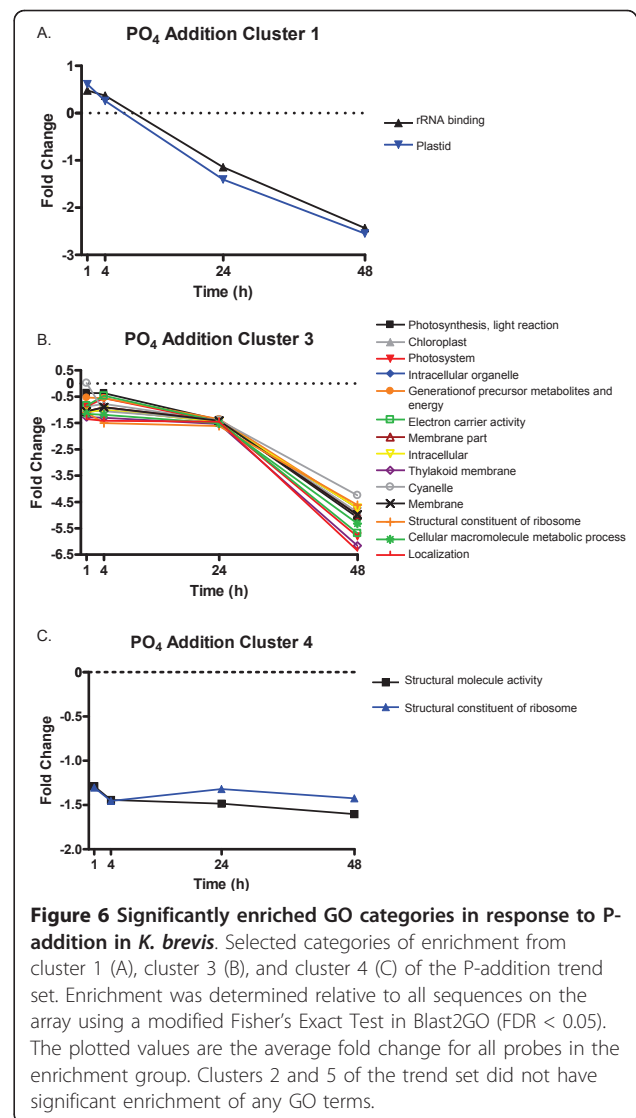 A.
PO4 Addition Cluster 1
Fold Change
1
0
-1
-2
-3
1 4 24 48
Time (h)
rRNA binding
Plastid
B.
PO4 Addition Cluster 3
Fold Change
0.5
-0
-0.5
-1.5
-2.5
-3.5
-4.5
-5.5
-6.5
1 4 24 48
Time (h)
Photosynthesis, light reaction
Chloroplast
Photosystem
Intracellular organelle
Generationof precursor metabolites and
energy
Electron carrier activity
Membrane part
Intracellular
Thylakoid membrane
Cyanelle
Membrane
Structural constituent of ribosome
Cellular macromolecule metabolic process
Localization
C.
PO4 Addition Cluster 4
Fold Change
0
-0.5
-1.0
-1.5
-2.0
1 4 24 48
Time (h)
Structural molecule activity
Structural constituent of ribosome
Figure 6 Significantly enriched GO categories in response to P-
addition in K. brevis. Selected categories of enrichment from
cluster 1 (A), cluster 3 (B), and cluster 4 (C) of the P-addition trend
set. Enrichment was determined relative to all sequences on the
array using a modified Fisher's Exact Test in Blast2GO (FDR < 0.05).
The plotted values are the average fold change for all probes in the
enrichment group. Clusters 2 and 5 of the trend set did not have
significant enrichment of any GO terms.